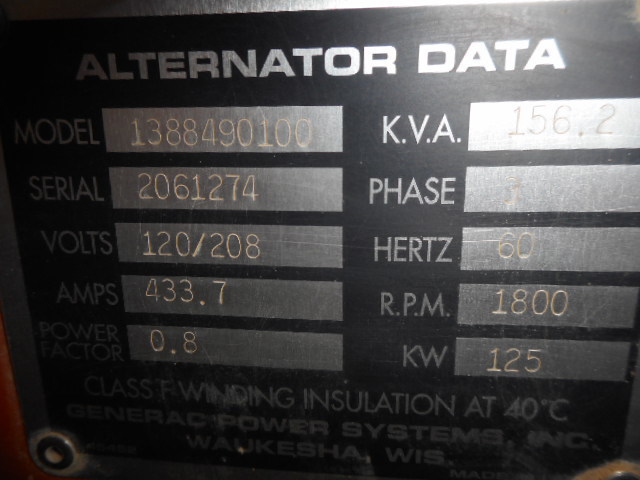 ALTERNATOR DATA
MODEL 1388490100 K.V.A. 156.2
SERIAL 2061274 PHASE
VOLTS 120/208 HERTZ 60
AMPS 433.7 R.P.M. 1800
POWER
FACTOR 0.8 KW 125
CLASS F WINDING INSULATION AT 40°C
GENERAC POWER SYSTEMS, INC.
WAUKESHA, WIS.